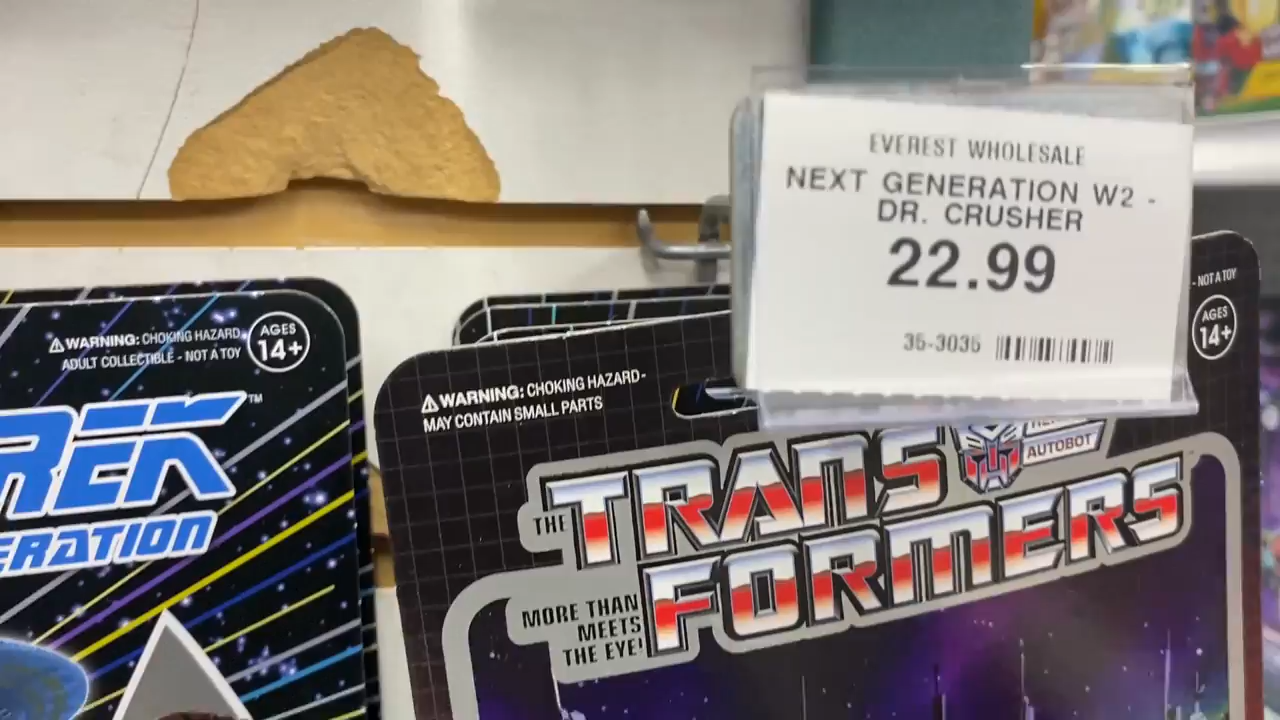 EVEREST WHOLESALE
NEXT GENERATION W2 -
DR. CRUSHER
22.99
35-3035
⚠ WARNING: CHOKING HAZARD
ADULT COLLECTIBLE - NOT A TOY
AGES
14+
REK™
ERATION
⚠ WARNING: CHOKING HAZARD-
MAY CONTAIN SMALL PARTS
- NOT A TOY
AGES
14+
AUTOBOT
THE TRANS
FORMERS
MORE THAN
MEETS
THE EYE!